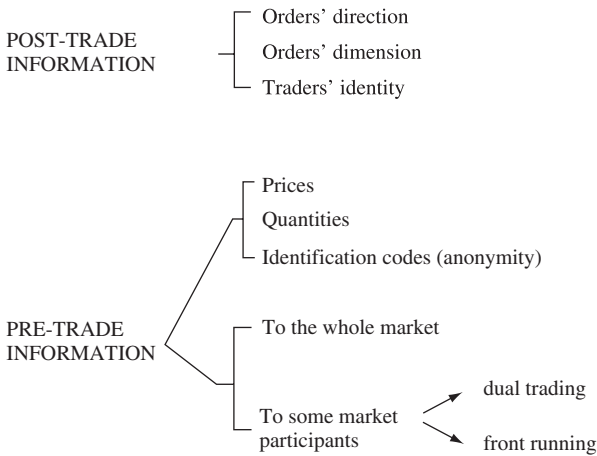 POST-TRADE
INFORMATION
Orders’ direction
Orders’ dimension
Traders’ identity
PRE-TRADE
INFORMATION
Prices
Quantities
Identification codes (anonymity)
To the whole market
To some market
participants
dual trading
front running